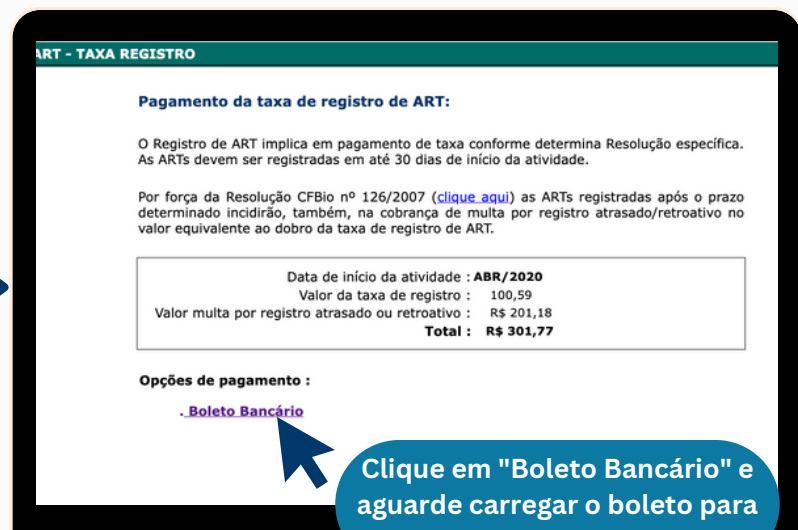 ART - TAXA REGISTRO
Pagamento da taxa de registro de ART:
O Registro de ART implica em pagamento de taxa conforme determina Resolução específica.
As ARTs devem ser registradas em até 30 dias de início da atividade.
Por força da Resolução CFBio nº 126/2007 (clique aqui) as ARTs registradas após o prazo
determinado incidirão, também, na cobrança de multa por registro atrasado/retroativo no
valor equivalente ao dobro da taxa de registro de ART.
Data de início da atividade : ABR/2020
Valor da taxa de registro : 100,59
Valor multa por registro atrasado ou retroativo : R$ 201,18
Total : R$ 301,77
Opções de pagamento :
. Boleto Bancário
Clique em "Boleto Bancário" e
aguarde carregar o boleto para